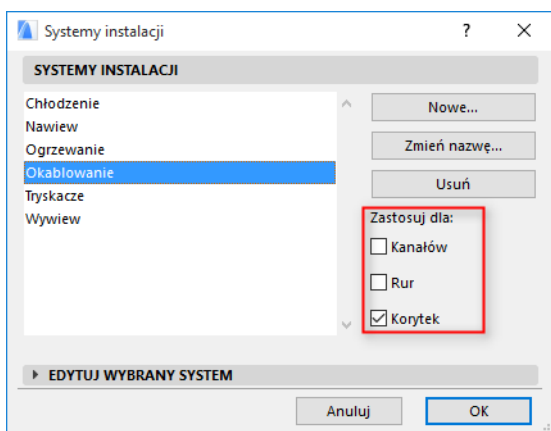 Systemy instalacji
?
SYSTEMY INSTALACJI
Chłodzenie
Nawiew
Ogrzewanie
Okablowanie
Tryskacze
Wywiew
Nowe...
Zmień nazwę...
Usuń
Zastosuj dla:
Kanałów
Rur
Korytek
EDYTUJ WYBRANY SYSTEM
Anuluj
OK